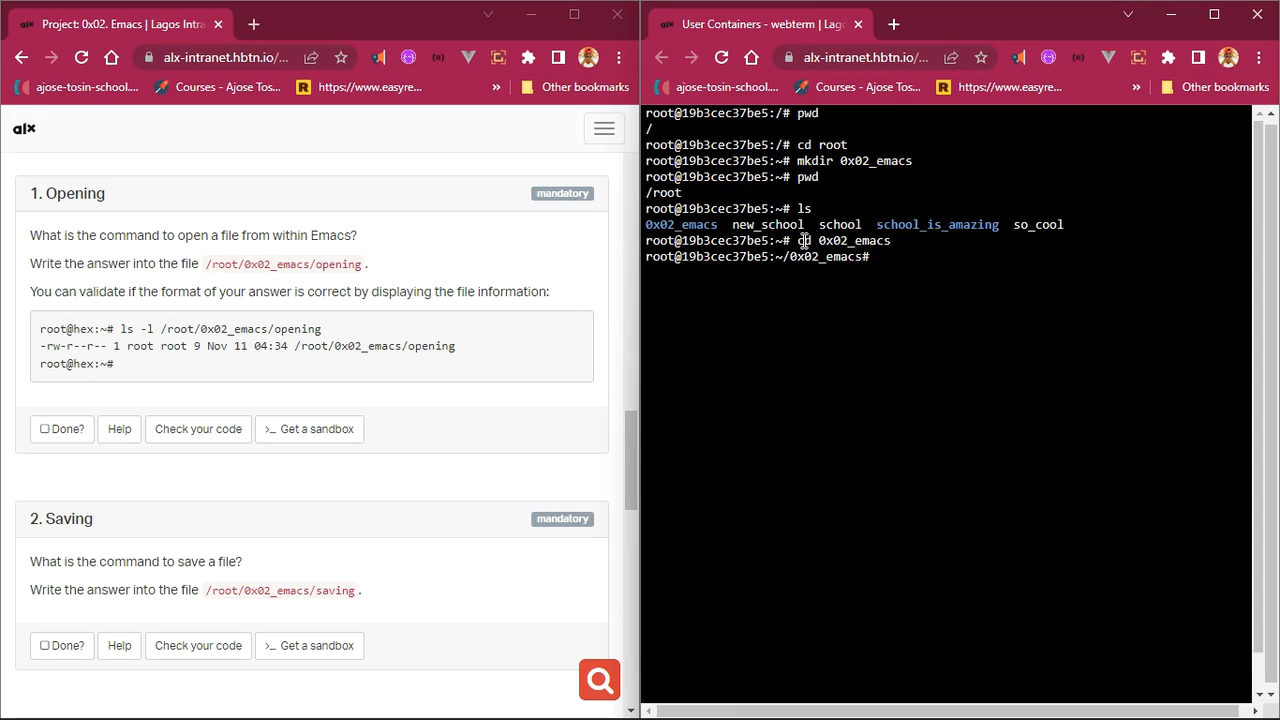 alx Project: 0x02. Emacs | Lagos Intra
alx-intranet.hbtn.io/...
ajose-tosin-school....
Courses - Ajose Tos...
R https://www.easyre...
»
Other bookmarks
alx
1. Opening
mandatory
What is the command to open a file from within Emacs?
Write the answer into the file /root/0x02_emacs/opening.
You can validate if the format of your answer is correct by displaying the file information:
root@hex:~# ls -l /root/0x02_emacs/opening
-rw-r--r-- 1 root root 9 Nov 11 04:34 /root/0x02_emacs/opening
root@hex:~#
Done?
Help
Check your code
>_ Get a sandbox
2. Saving
mandatory
What is the command to save a file?
Write the answer into the file /root/0x02_emacs/saving.
Done?
Help
Check your code
>_ Get a sandbox
alx User Containers - webterm | Lag
alx-intranet.hbtn.io/...
ajose-tosin-school....
Courses - Ajose Tos...
R https://www.easyre...
»
Other bookmarks
root@19b3cec37be5:/# pwd
/
root@19b3cec37be5:/# cd root
root@19b3cec37be5:~# mkdir 0x02_emacs
root@19b3cec37be5:~# pwd
/root
root@19b3cec37be5:~# ls
0x02_emacs new_school school school_is_amazing so_cool
root@19b3cec37be5:~# cd 0x02_emacs
root@19b3cec37be5:~/0x02_emacs#